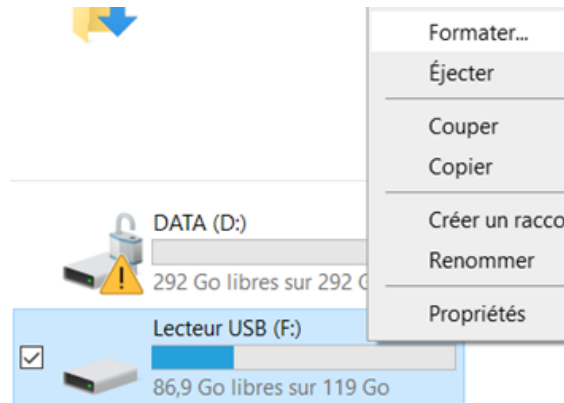 Formater...
Éjecter
Couper
Copier
Créer un racco
Renommer
Propriétés
DATA (D:)
292 Go libres sur 292 G
Lecteur USB (F:)
86,9 Go libres sur 119 Go